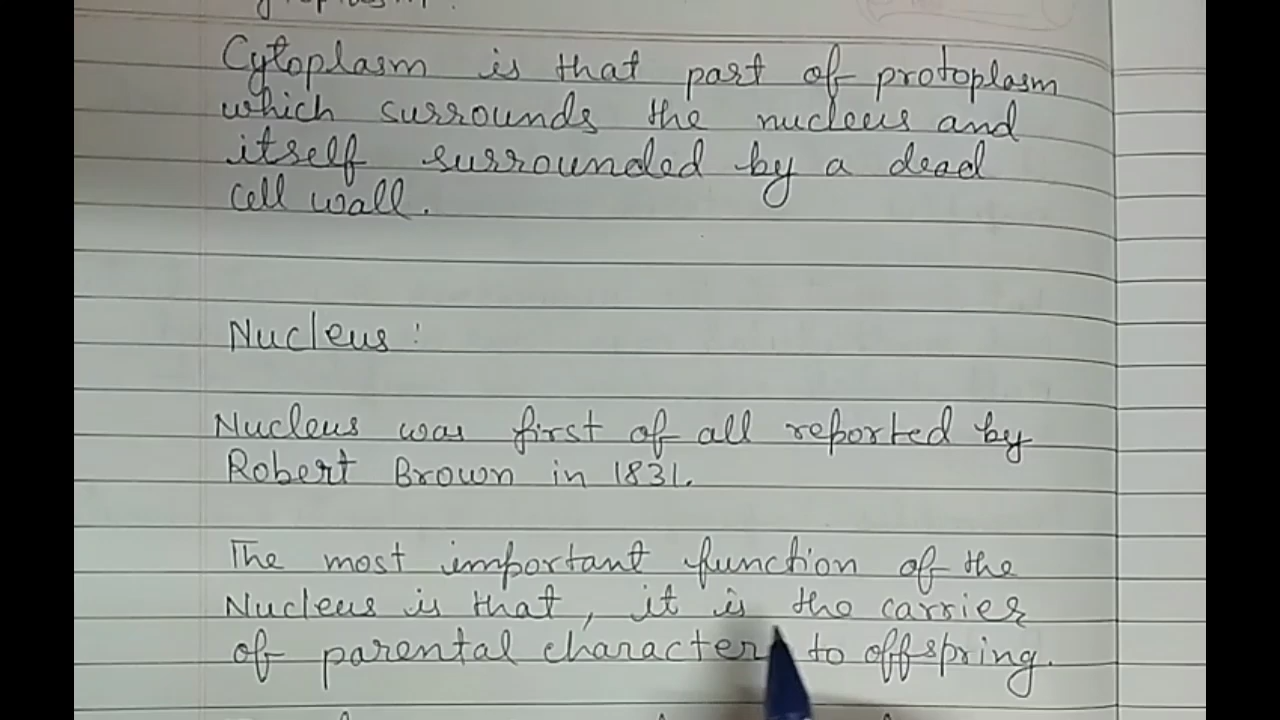 Cytoplasm is that part of protoplasm
which surrounds the nucleus and
itself surrounded by a dead
cell wall.
Nucleus :
Nucleus was first of all reported by
Robert Brown in 1831.
The most important function of the
Nucleus is that, it is the carrier
of parental character to offspring.